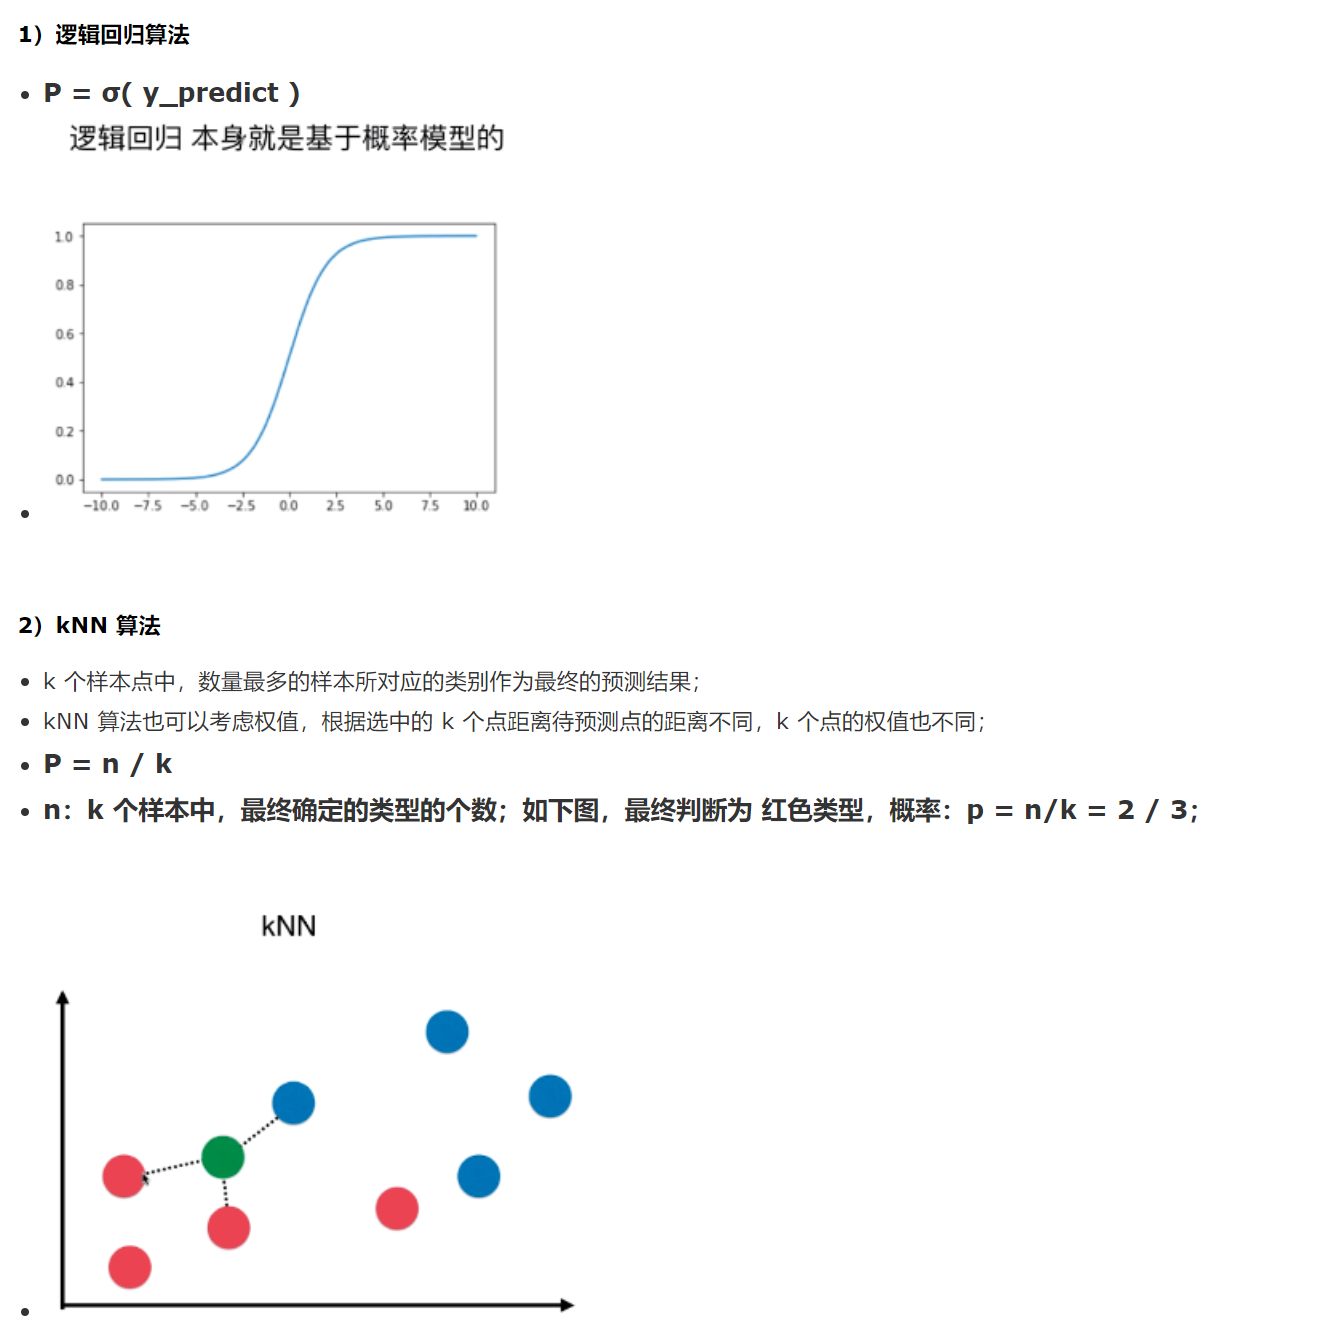 1）逻辑回归算法
P = σ( y_predict )
逻辑回归 本身就是基于概率模型的
1.0
0.8
0.6
0.4
0.2
0.0
−10.0 −7.5 −5.0 −2.5 0.0 2.5 5.0 7.5 10.0
2）kNN 算法
k 个样本点中，数量最多的样本所对应的类别作为最终的预测结果；
kNN 算法也可以考虑权值，根据选中的 k 个点距离待预测点的距离不同，k 个点的权值也不同；
P = n / k
n：k 个样本中，最终确定的类型的个数；如下图，最终判断为 红色类型，概率：p = n/k = 2 / 3；
kNN